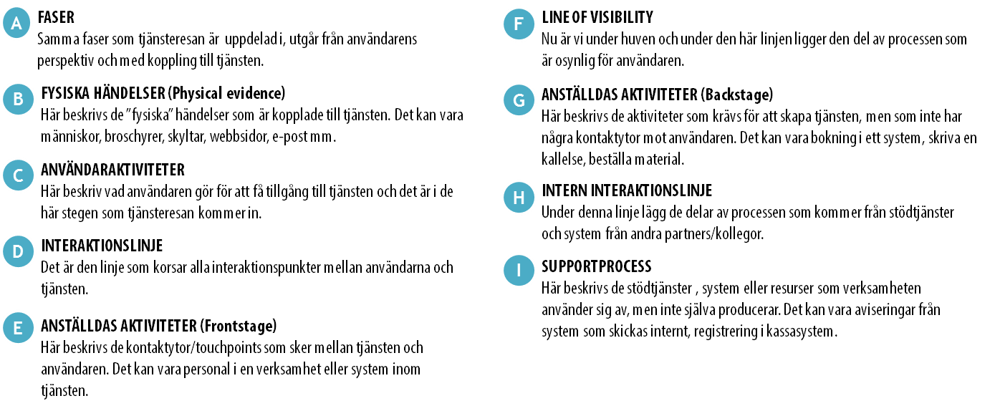 A
FASER
Samma faser som tjänsteresan är uppdelad i, utgår från användarens
perspektiv och med koppling till tjänsten.
B
FYSISKA HÄNDELSER (Physical evidence)
Här beskrivs de ”fysiska” händelser som är kopplade till tjänsten. Det kan vara
människor, broschyrer, skyltar, webbsidor, e-post mm.
C
ANVÄNDARAKTIVITETER
Här beskriv vad användaren gör för att få tillgång till tjänsten och det är i de
här stegen som tjänsteresan kommer in.
D
INTERAKTIONSLINJE
Det är den linje som korsar alla interaktionspunkter mellan användarna och
tjänsten.
E
ANSTÄLLDAS AKTIVITETER (Frontstage)
Här beskrivs de kontaktytor/touchpoints som sker mellan tjänsten och
användaren. Det kan vara personal i en verksamhet eller system inom
tjänsten.
F
LINE OF VISIBILITY
Nu är vi under huven och under den här linjen ligger den del av processen som
är osynlig för användaren.
G
ANSTÄLLDAS AKTIVITETER (Backstage)
Här beskrivs de aktiviteter som krävs för att skapa tjänsten, men som inte har
några kontaktytor mot användaren. Det kan vara bokning i ett system, skriva en
kallelse, beställa material.
H
INTERN INTERAKTIONSLINJE
Under denna linje lägg de delar av processen som kommer från stödtjänster
och system från andra partners/kollegor.
I
SUPPORTPROCESS
Här beskrivs de stödtjänster , system eller resurser som verksamheten
använder sig av, men inte själva producerar. Det kan vara aviseringar från
system som skickas internt, registrering i kassasystem.